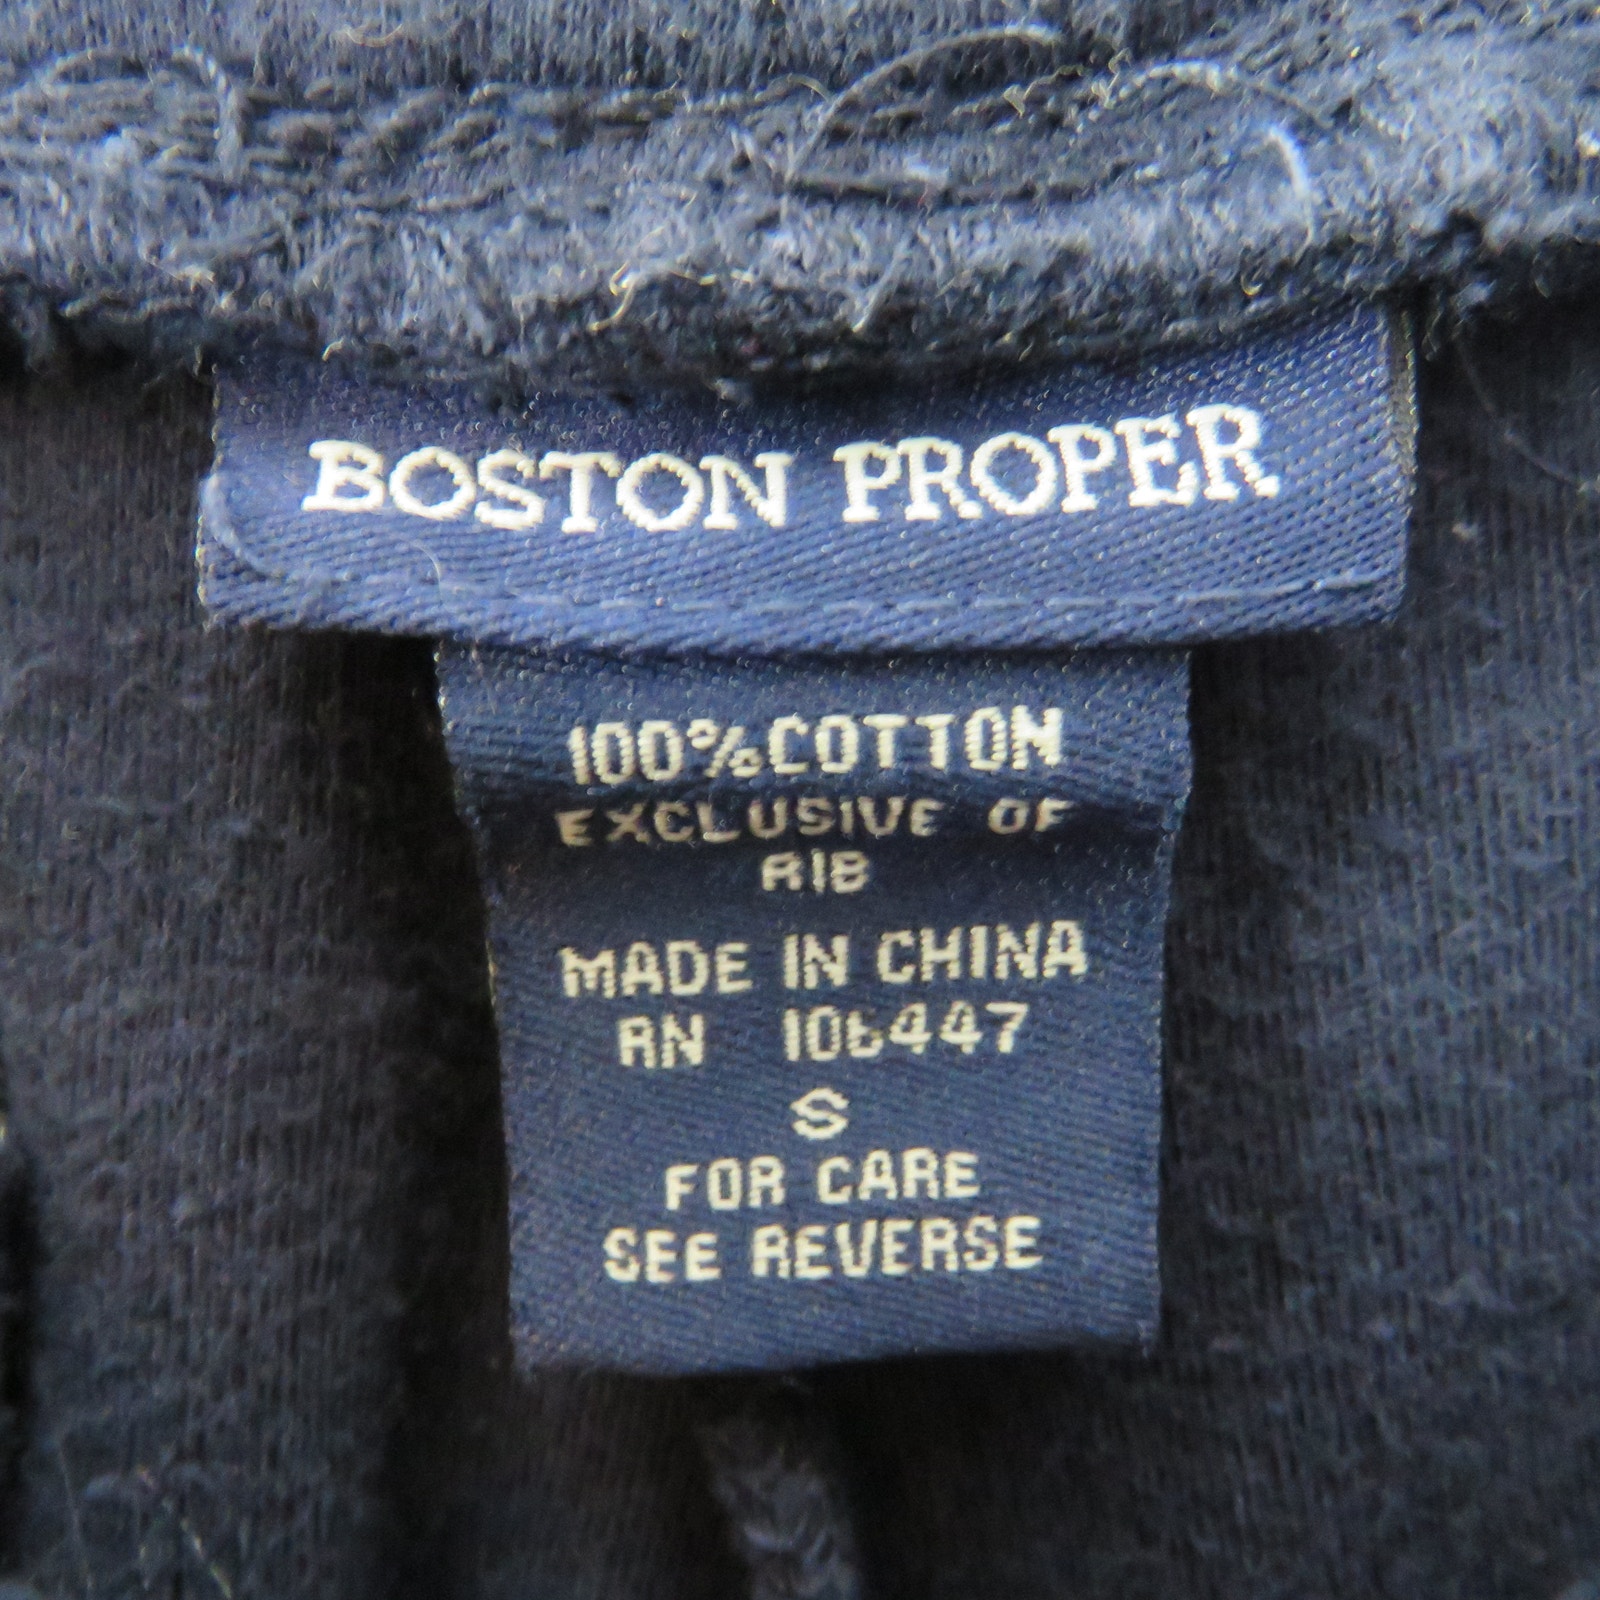 BOSTON PROPER
100% COTTON
EXCLUSIVE OF
RIB
MADE IN CHINA
RN 106447
S
FOR CARE
SEE REVERSE